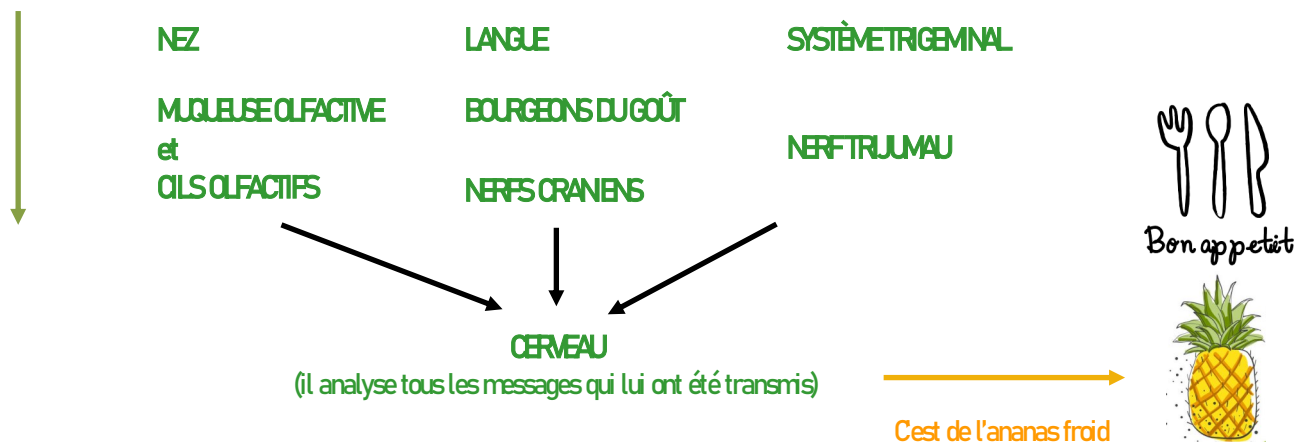 NEZ
LANGUE
SYSTÈME TRIGEMINAL
MUQUEUSE OLFACTIVE
et
CILS OLFACTIFS
BOURGEONS DU GOÛT
NERFS CRANIENS
NERF TRIJUMAU
CERVEAU
(il analyse tous les messages qui lui ont été transmis)
Bon appetit
C'est de l'ananas froid